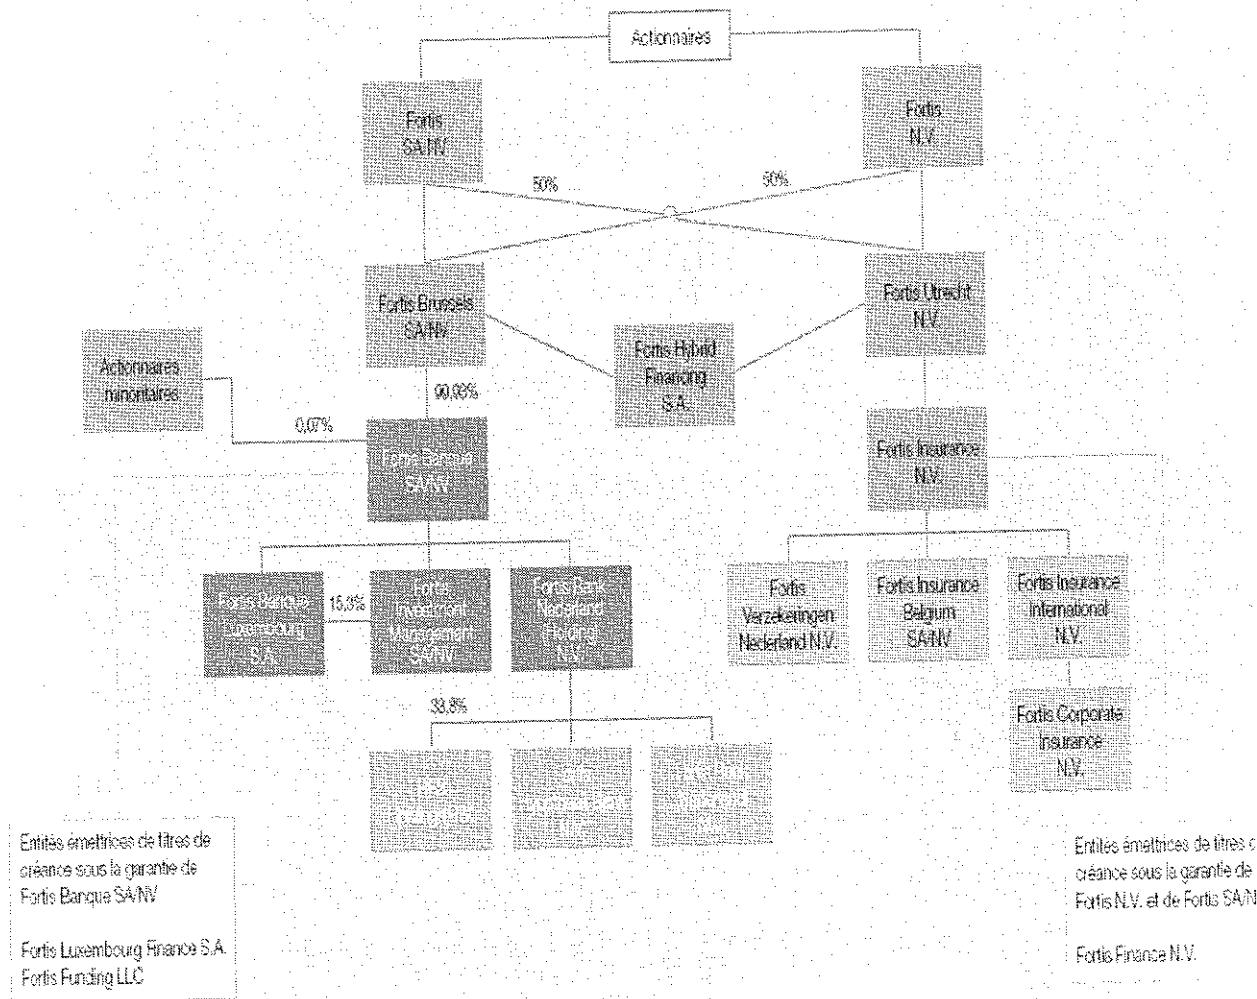 Actionnaires
Fortis
SA/NV
Fortis
N.V.
50%
50%
Fortis Brussels
SA/NV
Fortis Utrecht
N.V.
Fortis Hybrid
Financing
S.A.
Actionnaires
minoritaires
0,07%
Fortis Banque
SA/NV
Fortis Insurance
N.V.
Fortis Banque
Luxembourg
S.A.
15,3%
Fortis
Investment
Management
SA/NV
Fortis Bank
Nederland
(Holding)
N.V.
Fortis
Verzekeringen
Nederland N.V.
Fortis Insurance
Belgium
SA/NV
Fortis Insurance
International
N.V.
33,8%
Fortis Corporate
Insurance
N.V.
Entités émettrices de titres de
créance sous la garantie de
Fortis Banque SA/NV
Fortis Luxembourg Finance S.A.
Fortis Funding LLC
Entités émettrices de titres
créance sous la garantie de
Fortis N.V. et de Fortis SA/N
Fortis Finance N.V.